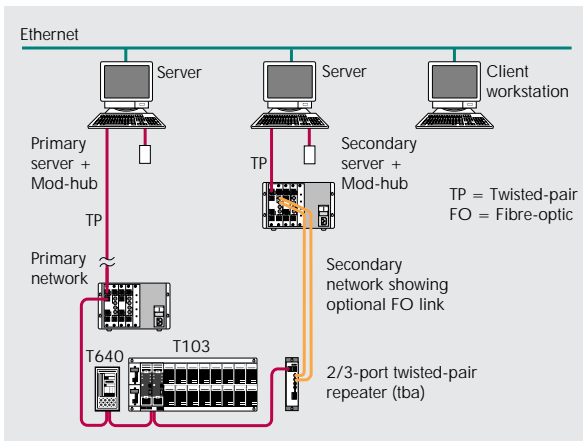 Ethernet
Server
Server
Client
workstation
Primary
server +
Mod-hub
TP
Secondary
server +
Mod-hub
TP = Twisted-pair
FO = Fibre-optic
TP
Primary
network
Secondary
network showing
optional FO link
T640
T103
2/3-port twisted-pair
repeater (tba)